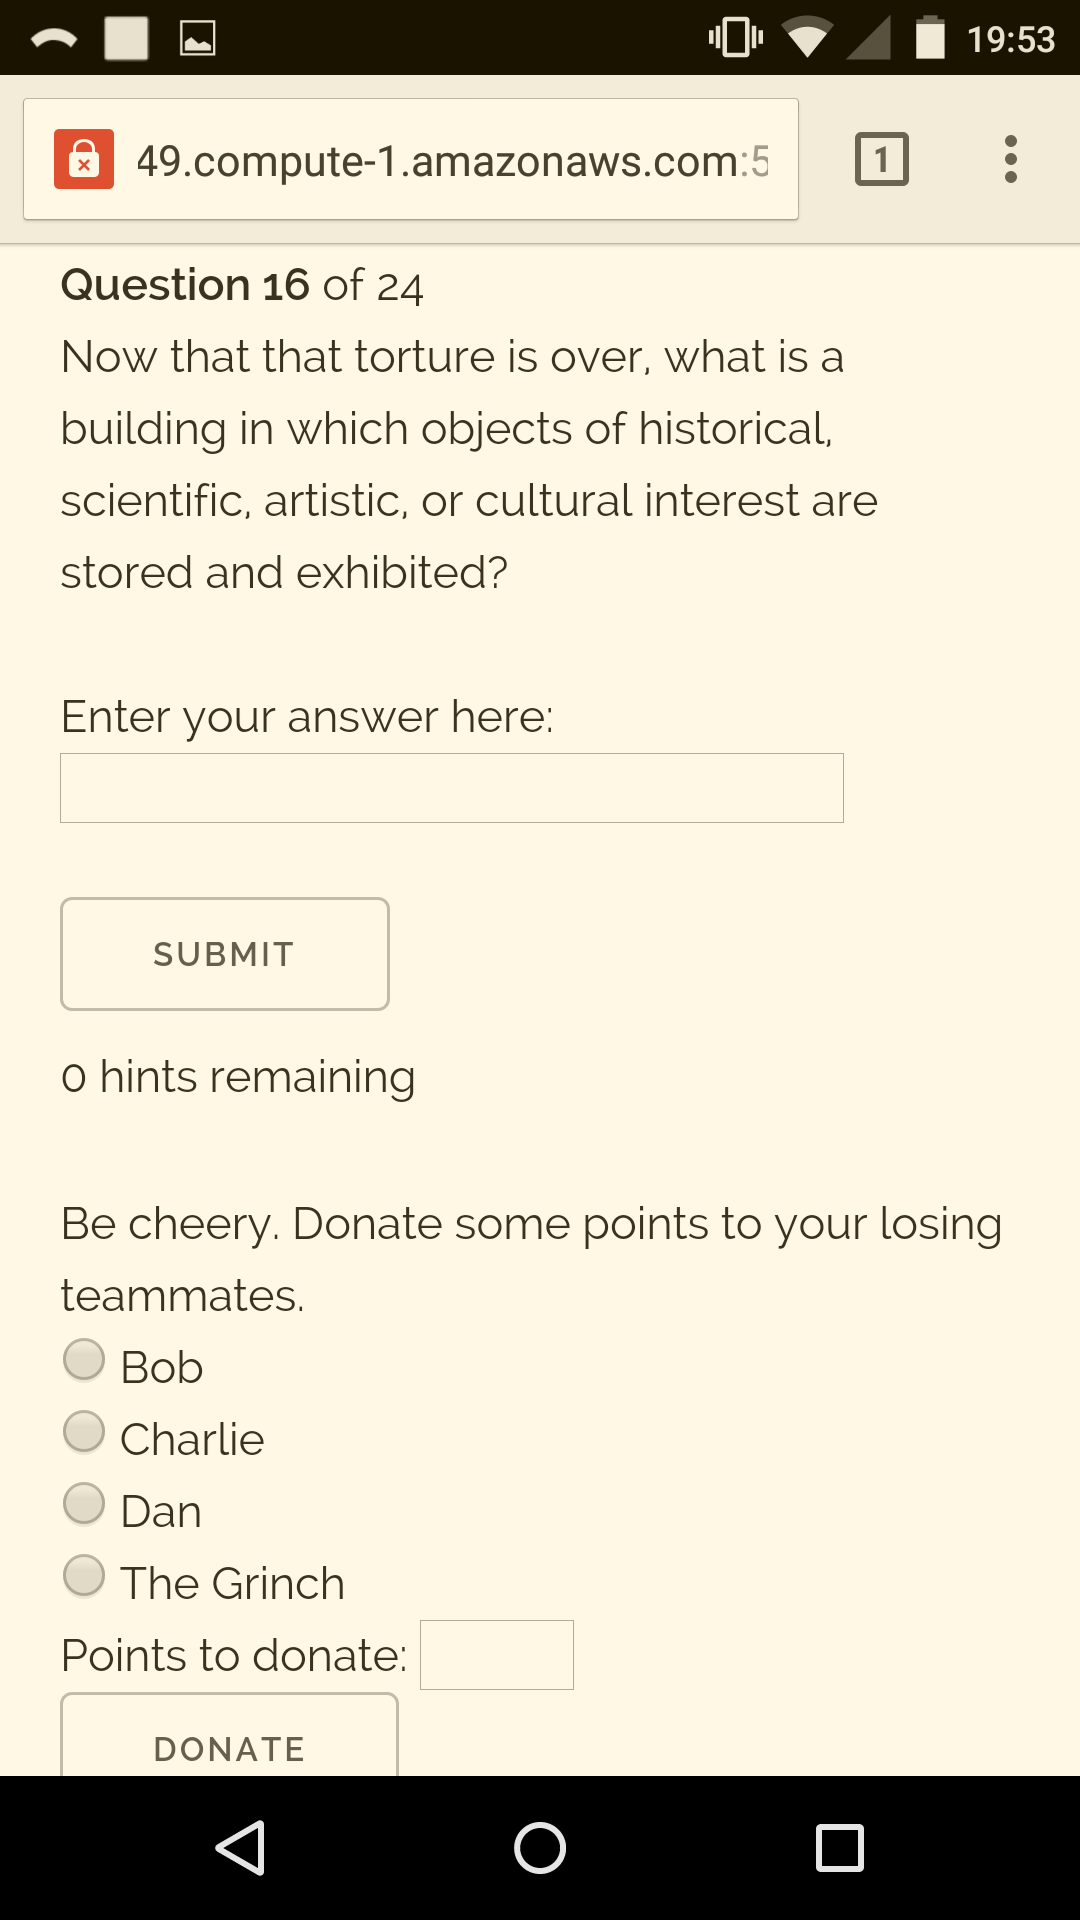 19:53
49.compute-1.amazonaws.com:5
1
Question 16 of 24
Now that that torture is over, what is a
building in which objects of historical,
scientific, artistic, or cultural interest are
stored and exhibited?
Enter your answer here:
SUBMIT
0 hints remaining
Be cheery. Donate some points to your losing
teammates.
Bob
Charlie
Dan
The Grinch
Points to donate:
DONATE